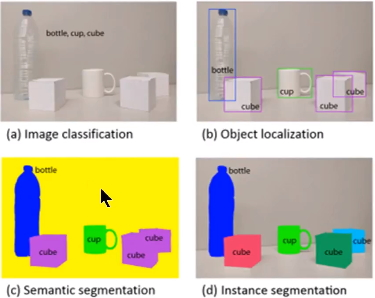 bottle, cup, cube
(a) Image classification
bottle
cup
cube
cube
cube
(b) Object localization
bottle
cup
cube
cube
cube
(c) Semantic segmentation
bottle
cup
cube
cube
cube
(d) Instance segmentation